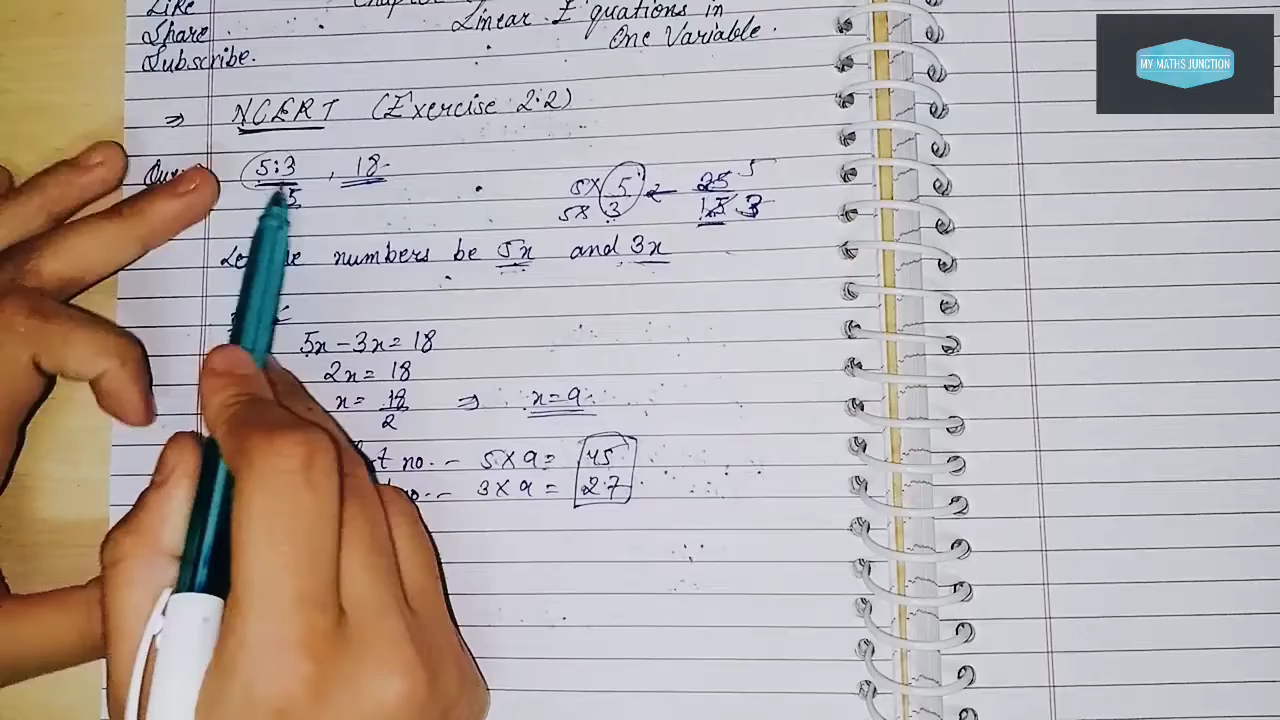 Like
Share
Subscribe.
Linear Equations in
One Variable.
MY MATHS JUNCTION
⇒ NCERT (Exercise 2.2)
5:3 , 18
5
5× 5 ← 25 5
5× 3 15 3
numbers be 5x and 3x
5x - 3x = 18
2x = 18
x = 18 ⇒ x = 9
2
no. - 5 × 9 = 45
3 × 9 = 27